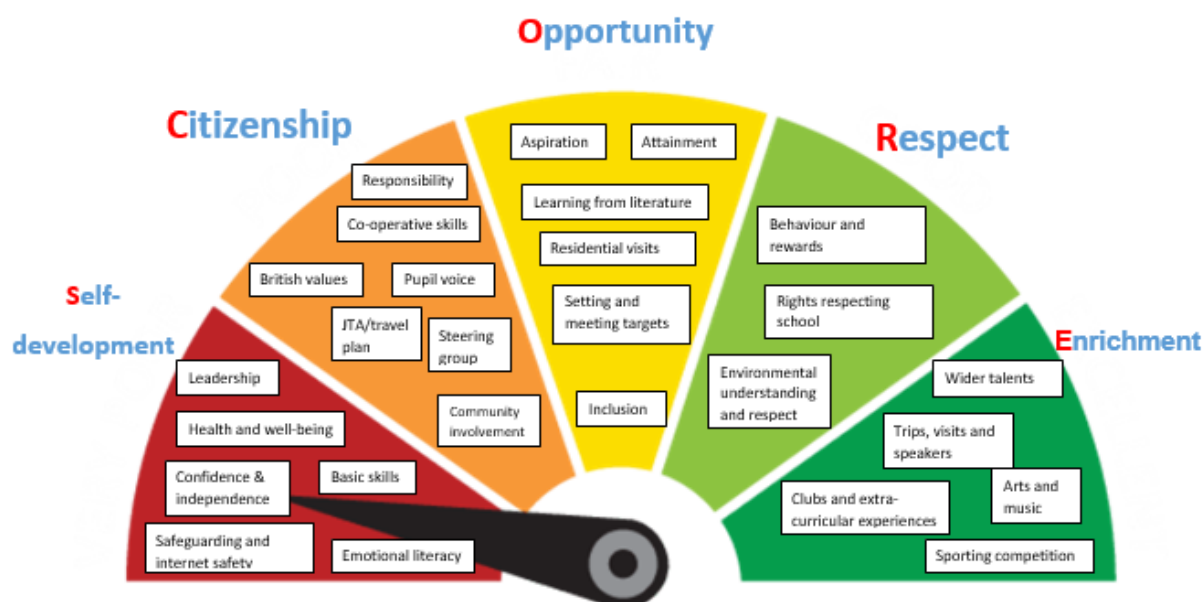 Opportunity
Citizenship
Respect
Self-
development
Enrichment
Leadership
Health and well-being
Confidence &
independence
Basic skills
Safeguarding and
internet safety
Emotional literacy
Responsibility
Co-operative skills
British values
Pupil voice
JTA/travel
plan
Steering
group
Community
involvement
Aspiration
Attainment
Learning from literature
Residential visits
Setting and
meeting targets
Inclusion
Behaviour and
rewards
Rights respecting
school
Environmental
understanding
and respect
Wider talents
Trips, visits and
speakers
Arts and
music
Clubs and extra-
curricular experiences
Sporting competition